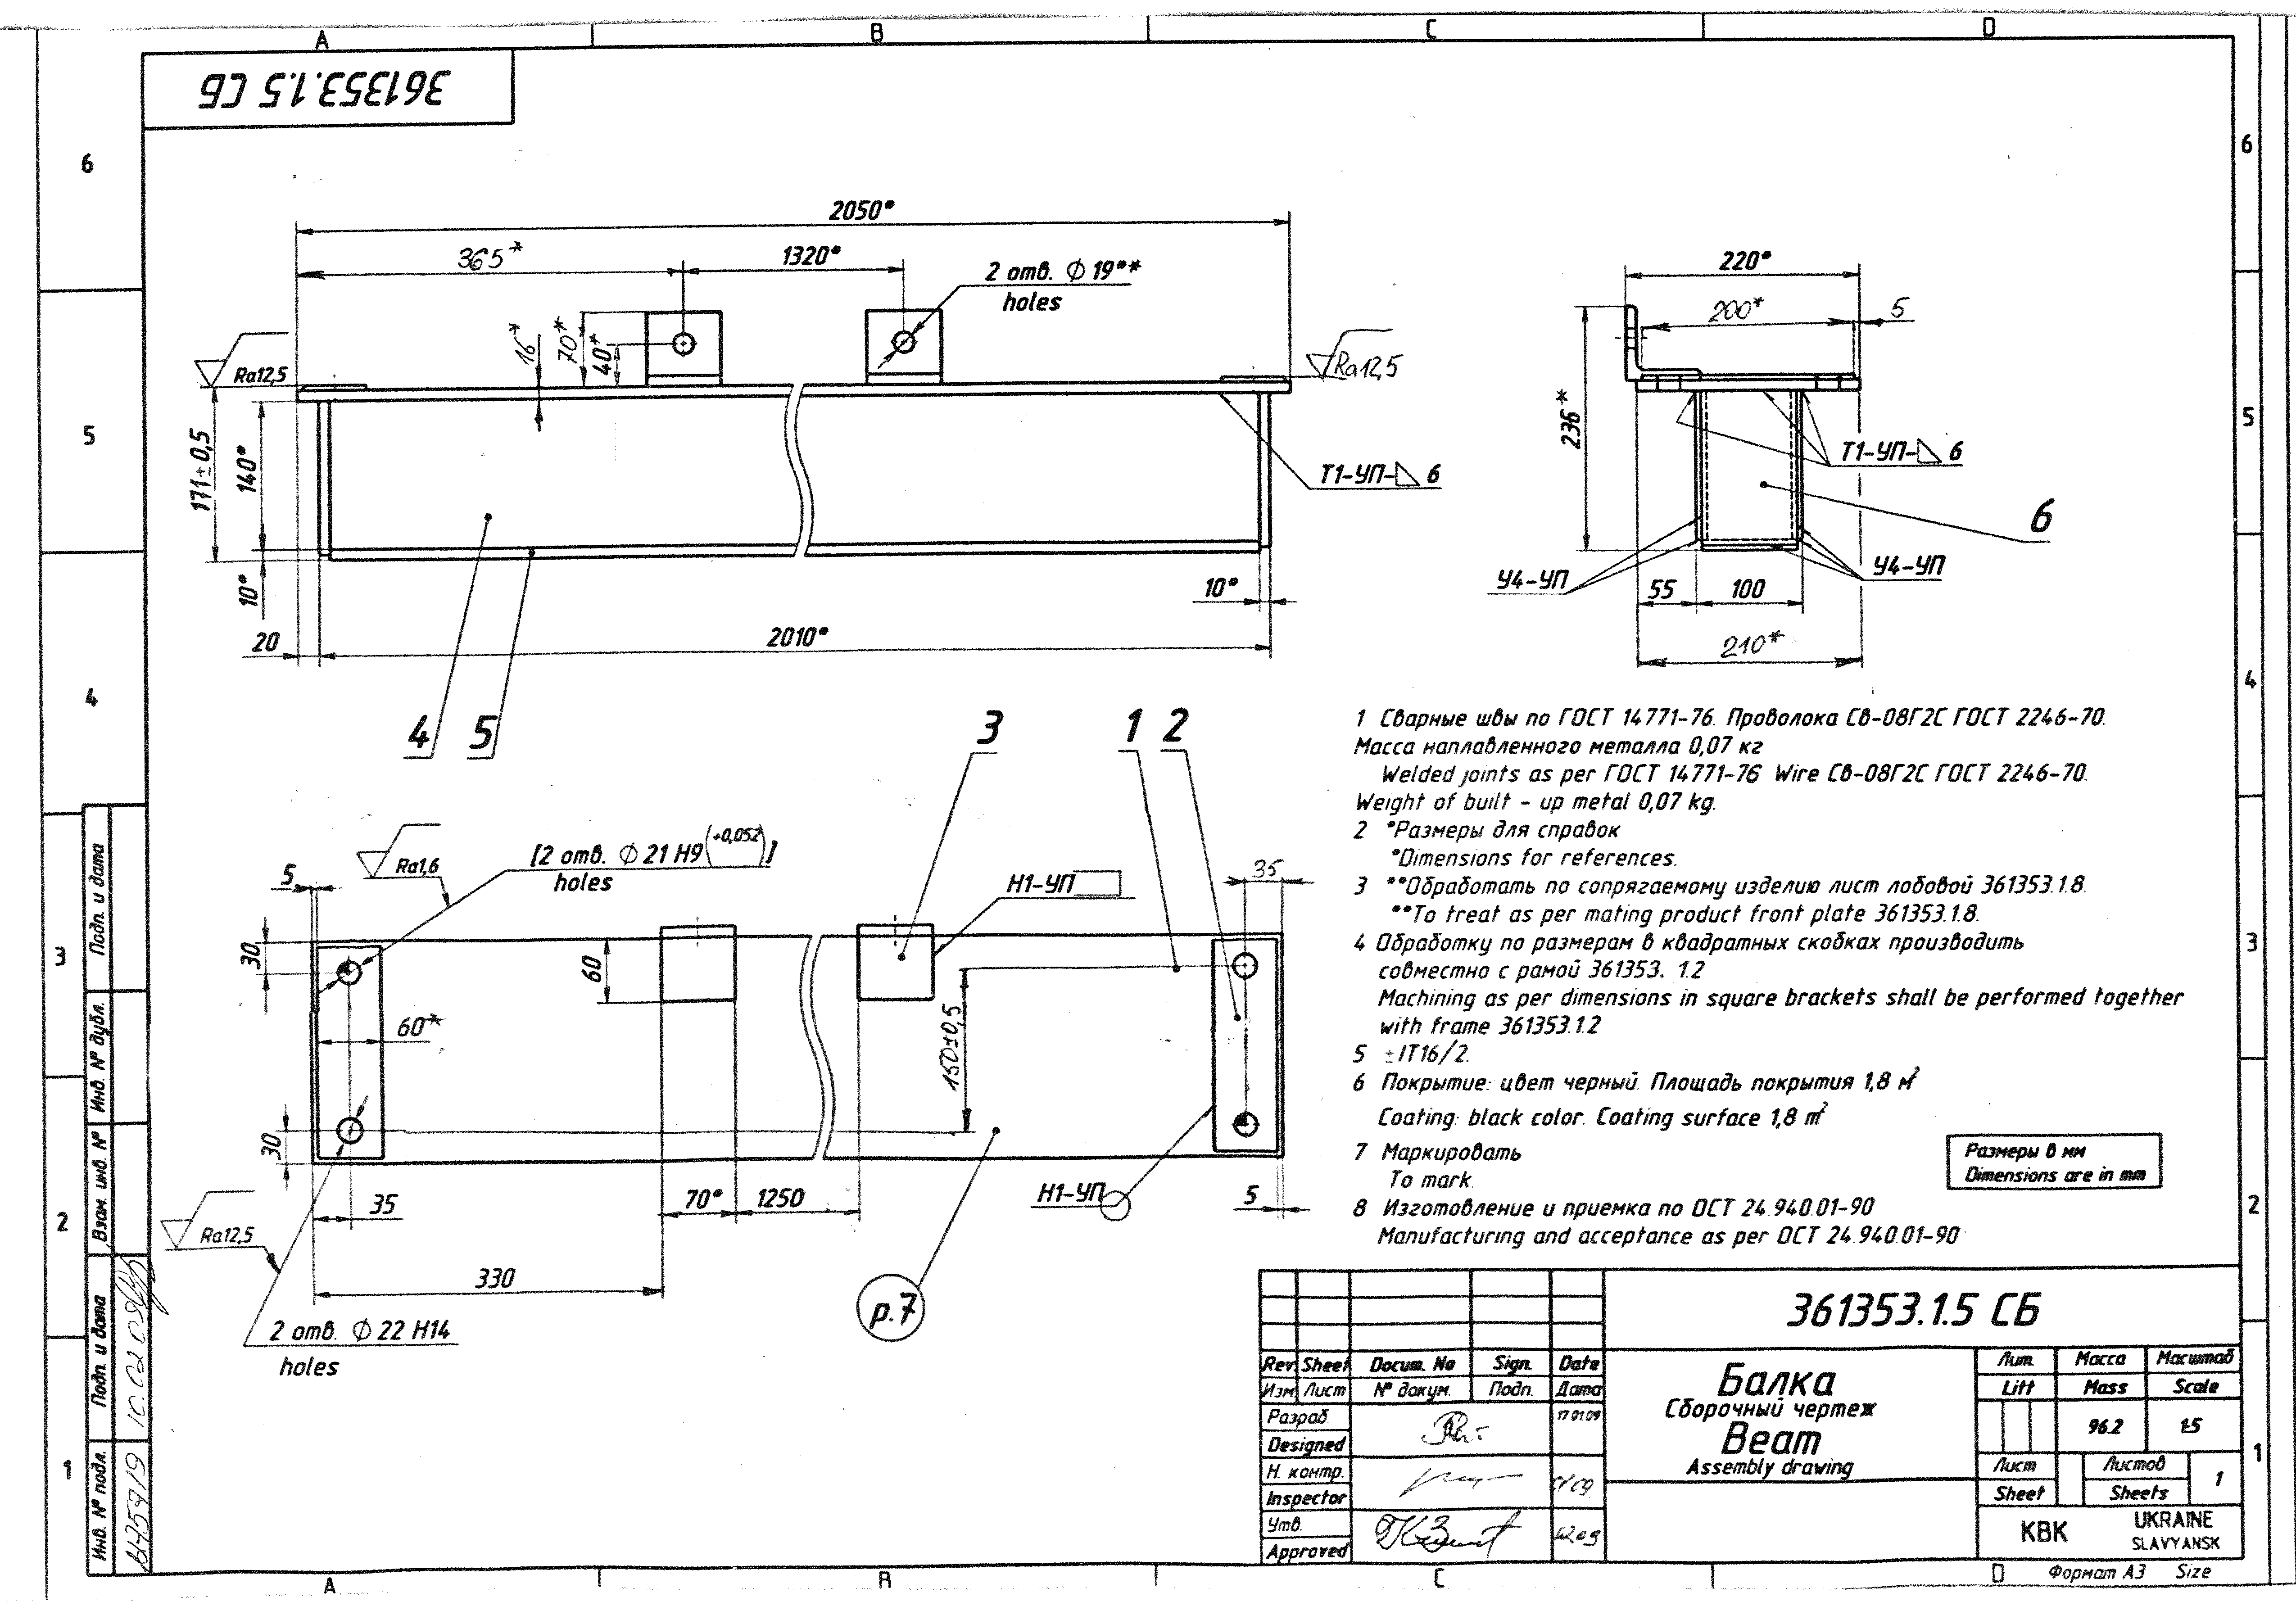 A B C D
361353.1.5 СБ
6
6
5
5
4
4
3
3
2
2
1
1
2050*
365*
1320*
2 отв. ∅ 19**
holes
16*
70*
40*
Ra12,5
Ra12,5
171±0,5
140*
10*
20
2010*
10*
Т1-УП-◺ 6
4
5
220*
200*
5
236*
Т1-УП-◺ 6
6
У4-УП
У4-УП
55
100
210*
3
1
2
Ra1,6
[2 отв. ∅ 21 H9(+0,052)]
holes
5
30
60*
30
35
Ra12,5
2 отв. ∅ 22 H14
holes
330
60
70*
1250
Н1-УП
35
150±0,5
Н1-УП
5
р.7
1 Сварные швы по ГОСТ 14771-76. Проволока Св-08Г2С ГОСТ 2246-70.
Масса наплавленного металла 0,07 кг
Welded joints as per ГОСТ 14771-76 Wire Св-08Г2С ГОСТ 2246-70.
Weight of built - up metal 0,07 kg.
2 *Размеры для справок
*Dimensions for references.
3 **Обработать по сопрягаемому изделию лист лобовой 361353.1.8.
**To treat as per mating product front plate 361353.1.8.
4 Обработку по размерам в квадратных скобках производить
совместно с рамой 361353. 1.2
Machining as per dimensions in square brackets shall be performed together
with frame 361353.1.2
5 ±IT16/2.
6 Покрытие: цвет черный. Площадь покрытия 1,8 м²
Coating: black color. Coating surface 1,8 m²
7 Маркировать
To mark.
8 Изготовление и приемка по ОСТ 24.940.01-90
Manufacturing and acceptance as per ОСТ 24.940.01-90
Размеры в мм
Dimensions are in mm
Подп. и дата
Инв. № дубл.
Взам. инв. №
Подп. и дата
10.02.09
Инв. № подл.
361353.1.5 СБ
Rev. Sheet Docum. No Sign. Date
Изм. Лист № докум. Подп. Дата
Разраб
Designed
17.01.09
Н. контр.
Inspector
Утв.
Approved
Балка
Сборочный чертеж
Beam
Assembly drawing
Лит. Масса Масштаб
Litt Mass Scale
96.2 1:5
Лист Листов 1
Sheet Sheets
КВК
UKRAINE
SLAVYANSK
A B C D
Формат А3 Size